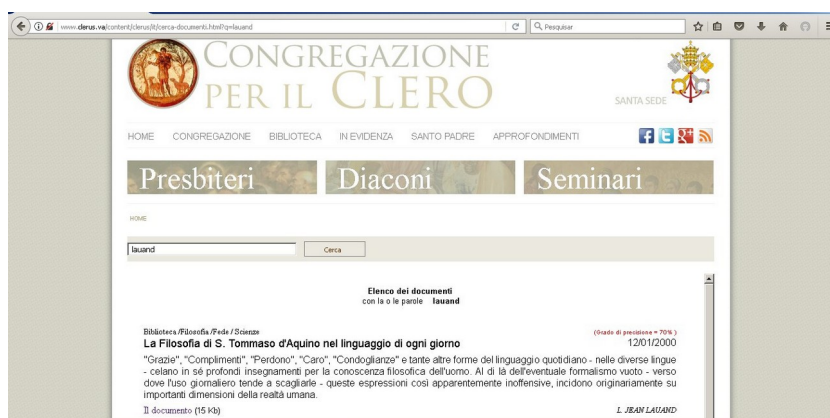 www.clerus.va/content/clerus/it/cerca-documenti.html?q=lauand
Pesquisar
CONGREGAZIONE
PER IL CLERO
SANTA SEDE
HOME CONGREGAZIONE BIBLIOTECA IN EVIDENZA SANTO PADRE APPROFONDIMENTI
Presbiteri Diaconi Seminari
HOME
lauand Cerca
Elenco dei documenti
con la o le parole lauand
Biblioteca /Filosofia /Fede / Scienze (Grado di precisione = 70% )
La Filosofia di S. Tommaso d'Aquino nel linguaggio di ogni giorno 12/01/2000
"Grazie", "Complimenti", "Perdono", "Caro", "Condoglianze" e tante altre forme del linguaggio quotidiano - nelle diverse lingue
- celano in sé profondi insegnamenti per la conoscenza filosofica dell'uomo. Al di là dell'eventuale formalismo vuoto - verso
dove l'uso giornaliero tende a scagliarle - queste espressioni così apparentemente inoffensive, incidono originariamente su
importanti dimensioni della realtà umana.
Il documento (15 Kb) L. JEAN LAUAND